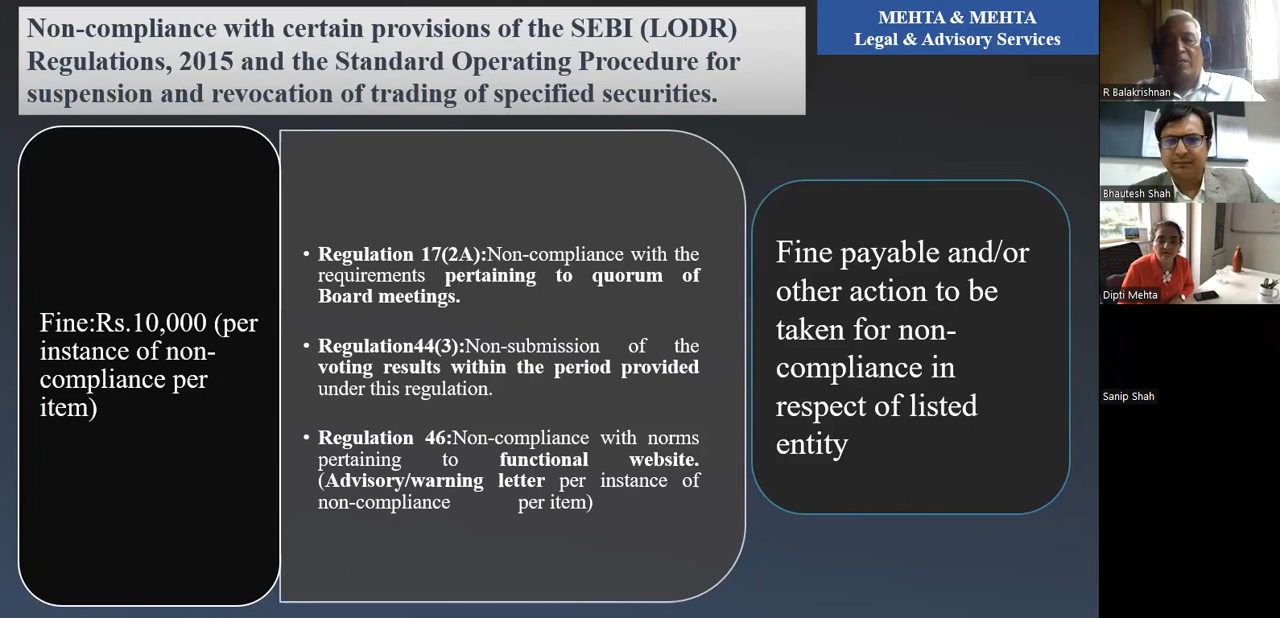 Non-compliance with certain provisions of the SEBI (LODR)
Regulations, 2015 and the Standard Operating Procedure for
suspension and revocation of trading of specified securities.
MEHTA & MEHTA
Legal & Advisory Services
Fine:Rs.10,000 (per
instance of non-
compliance per
item)
• Regulation 17(2A):Non-compliance with the
requirements pertaining to quorum of
Board meetings.
• Regulation44(3):Non-submission of the
voting results within the period provided
under this regulation.
• Regulation 46:Non-compliance with norms
pertaining to functional website.
(Advisory/warning letter per instance of
non-compliance per item)
Fine payable and/or
other action to be
taken for non-
compliance in
respect of listed
entity
R Balakrishnan
Bhautesh Shah
Dipti Mehta
Sanip Shah